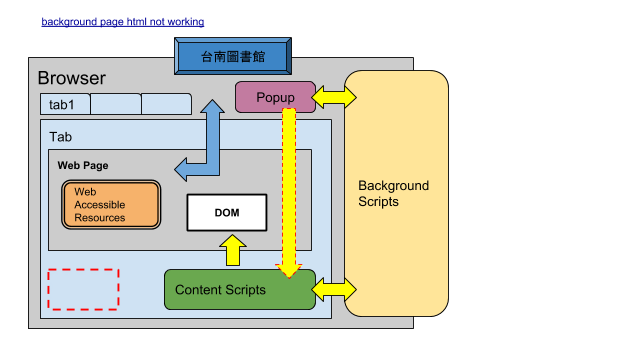 background page html not working
台南圖書館
Browser
Popup
tab1
Tab
Web Page
Web
Accessible
Resources
DOM
Background
Scripts
Content Scripts